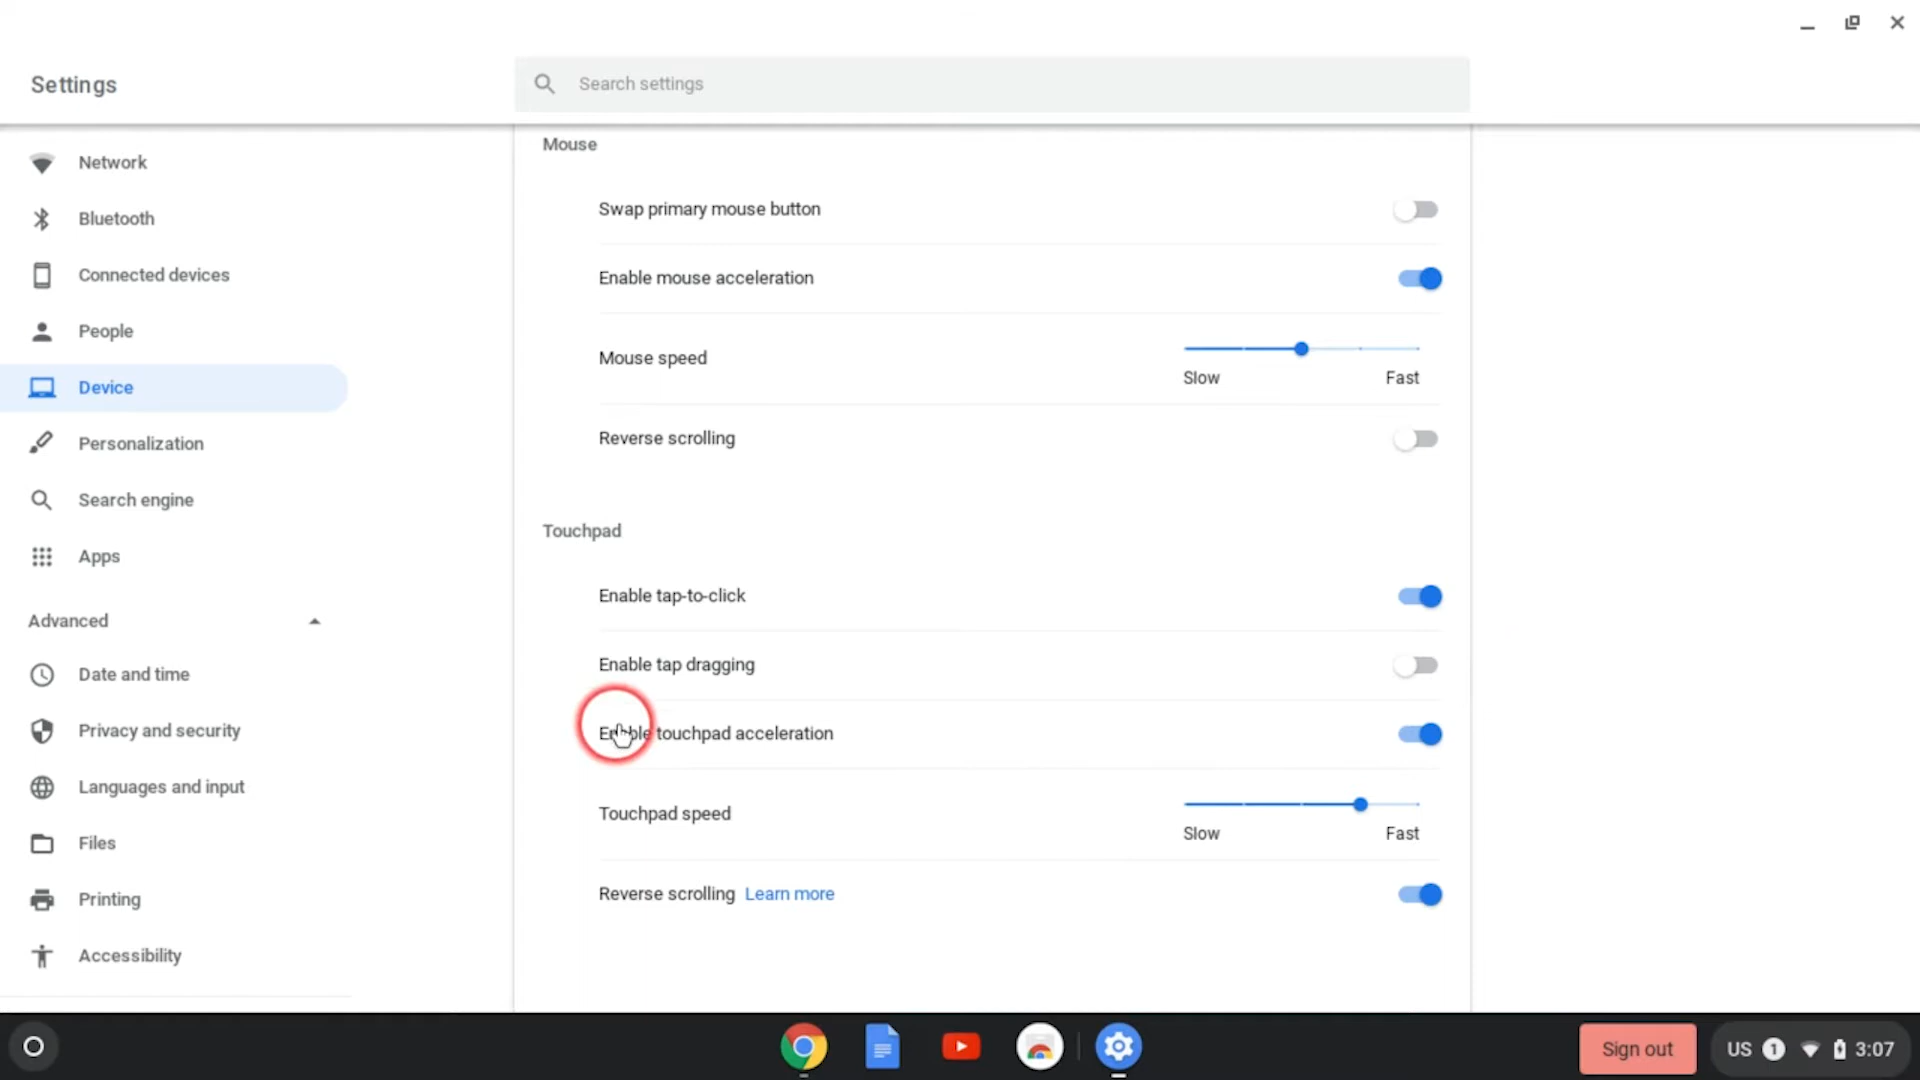 Settings
Search settings
Network
Bluetooth
Connected devices
People
Device
Personalization
Search engine
Apps
Advanced
Date and time
Privacy and security
Languages and input
Files
Printing
Accessibility
Mouse
Swap primary mouse button
Enable mouse acceleration
Mouse speed
Slow Fast
Reverse scrolling
Touchpad
Enable tap-to-click
Enable tap dragging
Enable touchpad acceleration
Touchpad speed
Slow Fast
Reverse scrolling Learn more
Sign out US 1 3:07